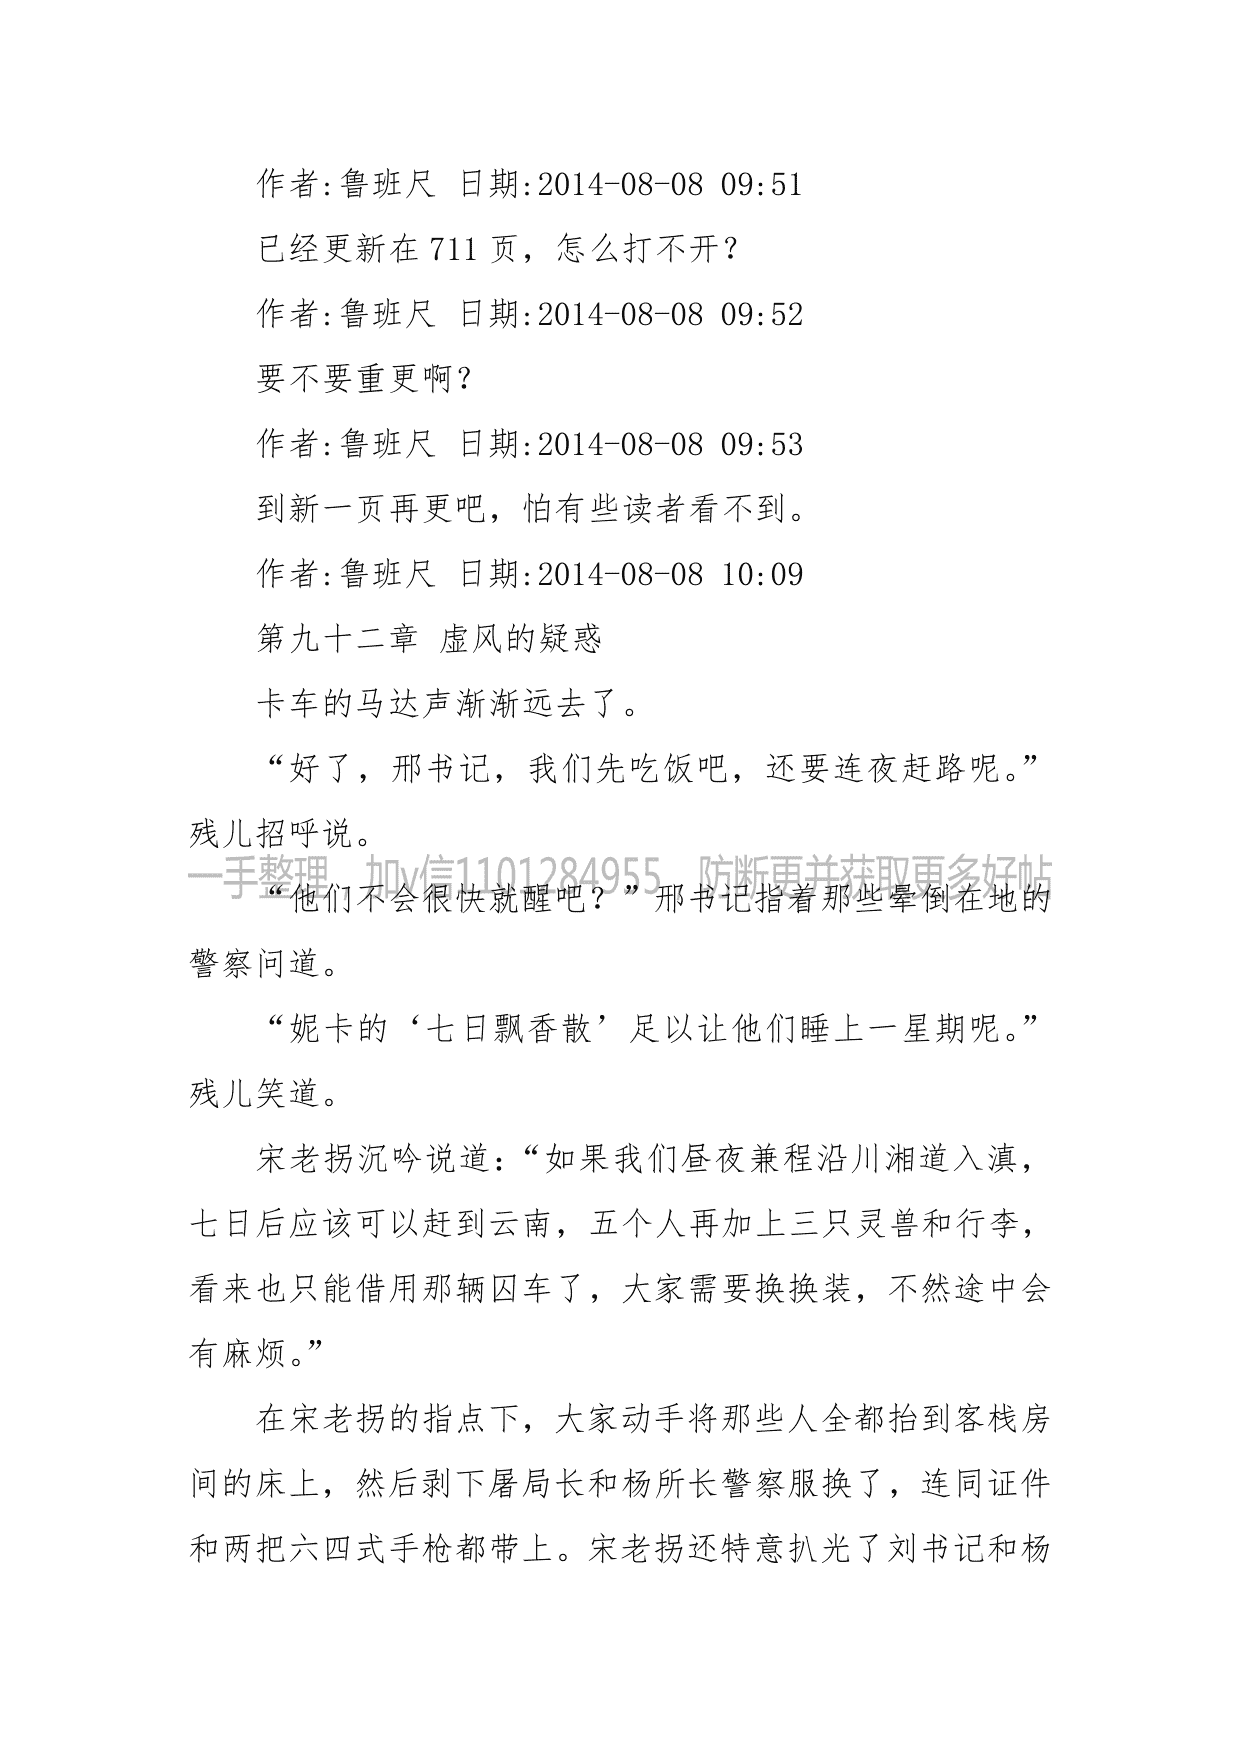 作者:鲁班尺 日期:2014-08-08 09:51
已经更新在 711 页，怎么打不开？
作者:鲁班尺 日期:2014-08-08 09:52
要不要重更啊？
作者:鲁班尺 日期:2014-08-08 09:53
到新一页再更吧，怕有些读者看不到。
作者:鲁班尺 日期:2014-08-08 10:09
第九十二章 虚风的疑惑
卡车的马达声渐渐远去了。
“好了，邢书记，我们先吃饭吧，还要连夜赶路呢。”
残儿招呼说。
一手整理，加v信1101284955，防断更并获取更多好帖
“他们不会很快就醒吧？”邢书记指着那些晕倒在地的
警察问道。
“妮卡的‘七日飘香散’足以让他们睡上一星期呢。”
残儿笑道。
宋老拐沉吟说道：“如果我们昼夜兼程沿川湘道入滇，
七日后应该可以赶到云南，五个人再加上三只灵兽和行李，
看来也只能借用那辆囚车了，大家需要换换装，不然途中会
有麻烦。”
在宋老拐的指点下，大家动手将那些人全都抬到客栈房
间的床上，然后剥下屠局长和杨所长警察服换了，连同证件
和两把六四式手枪都带上。宋老拐还特意扒光了刘书记和杨